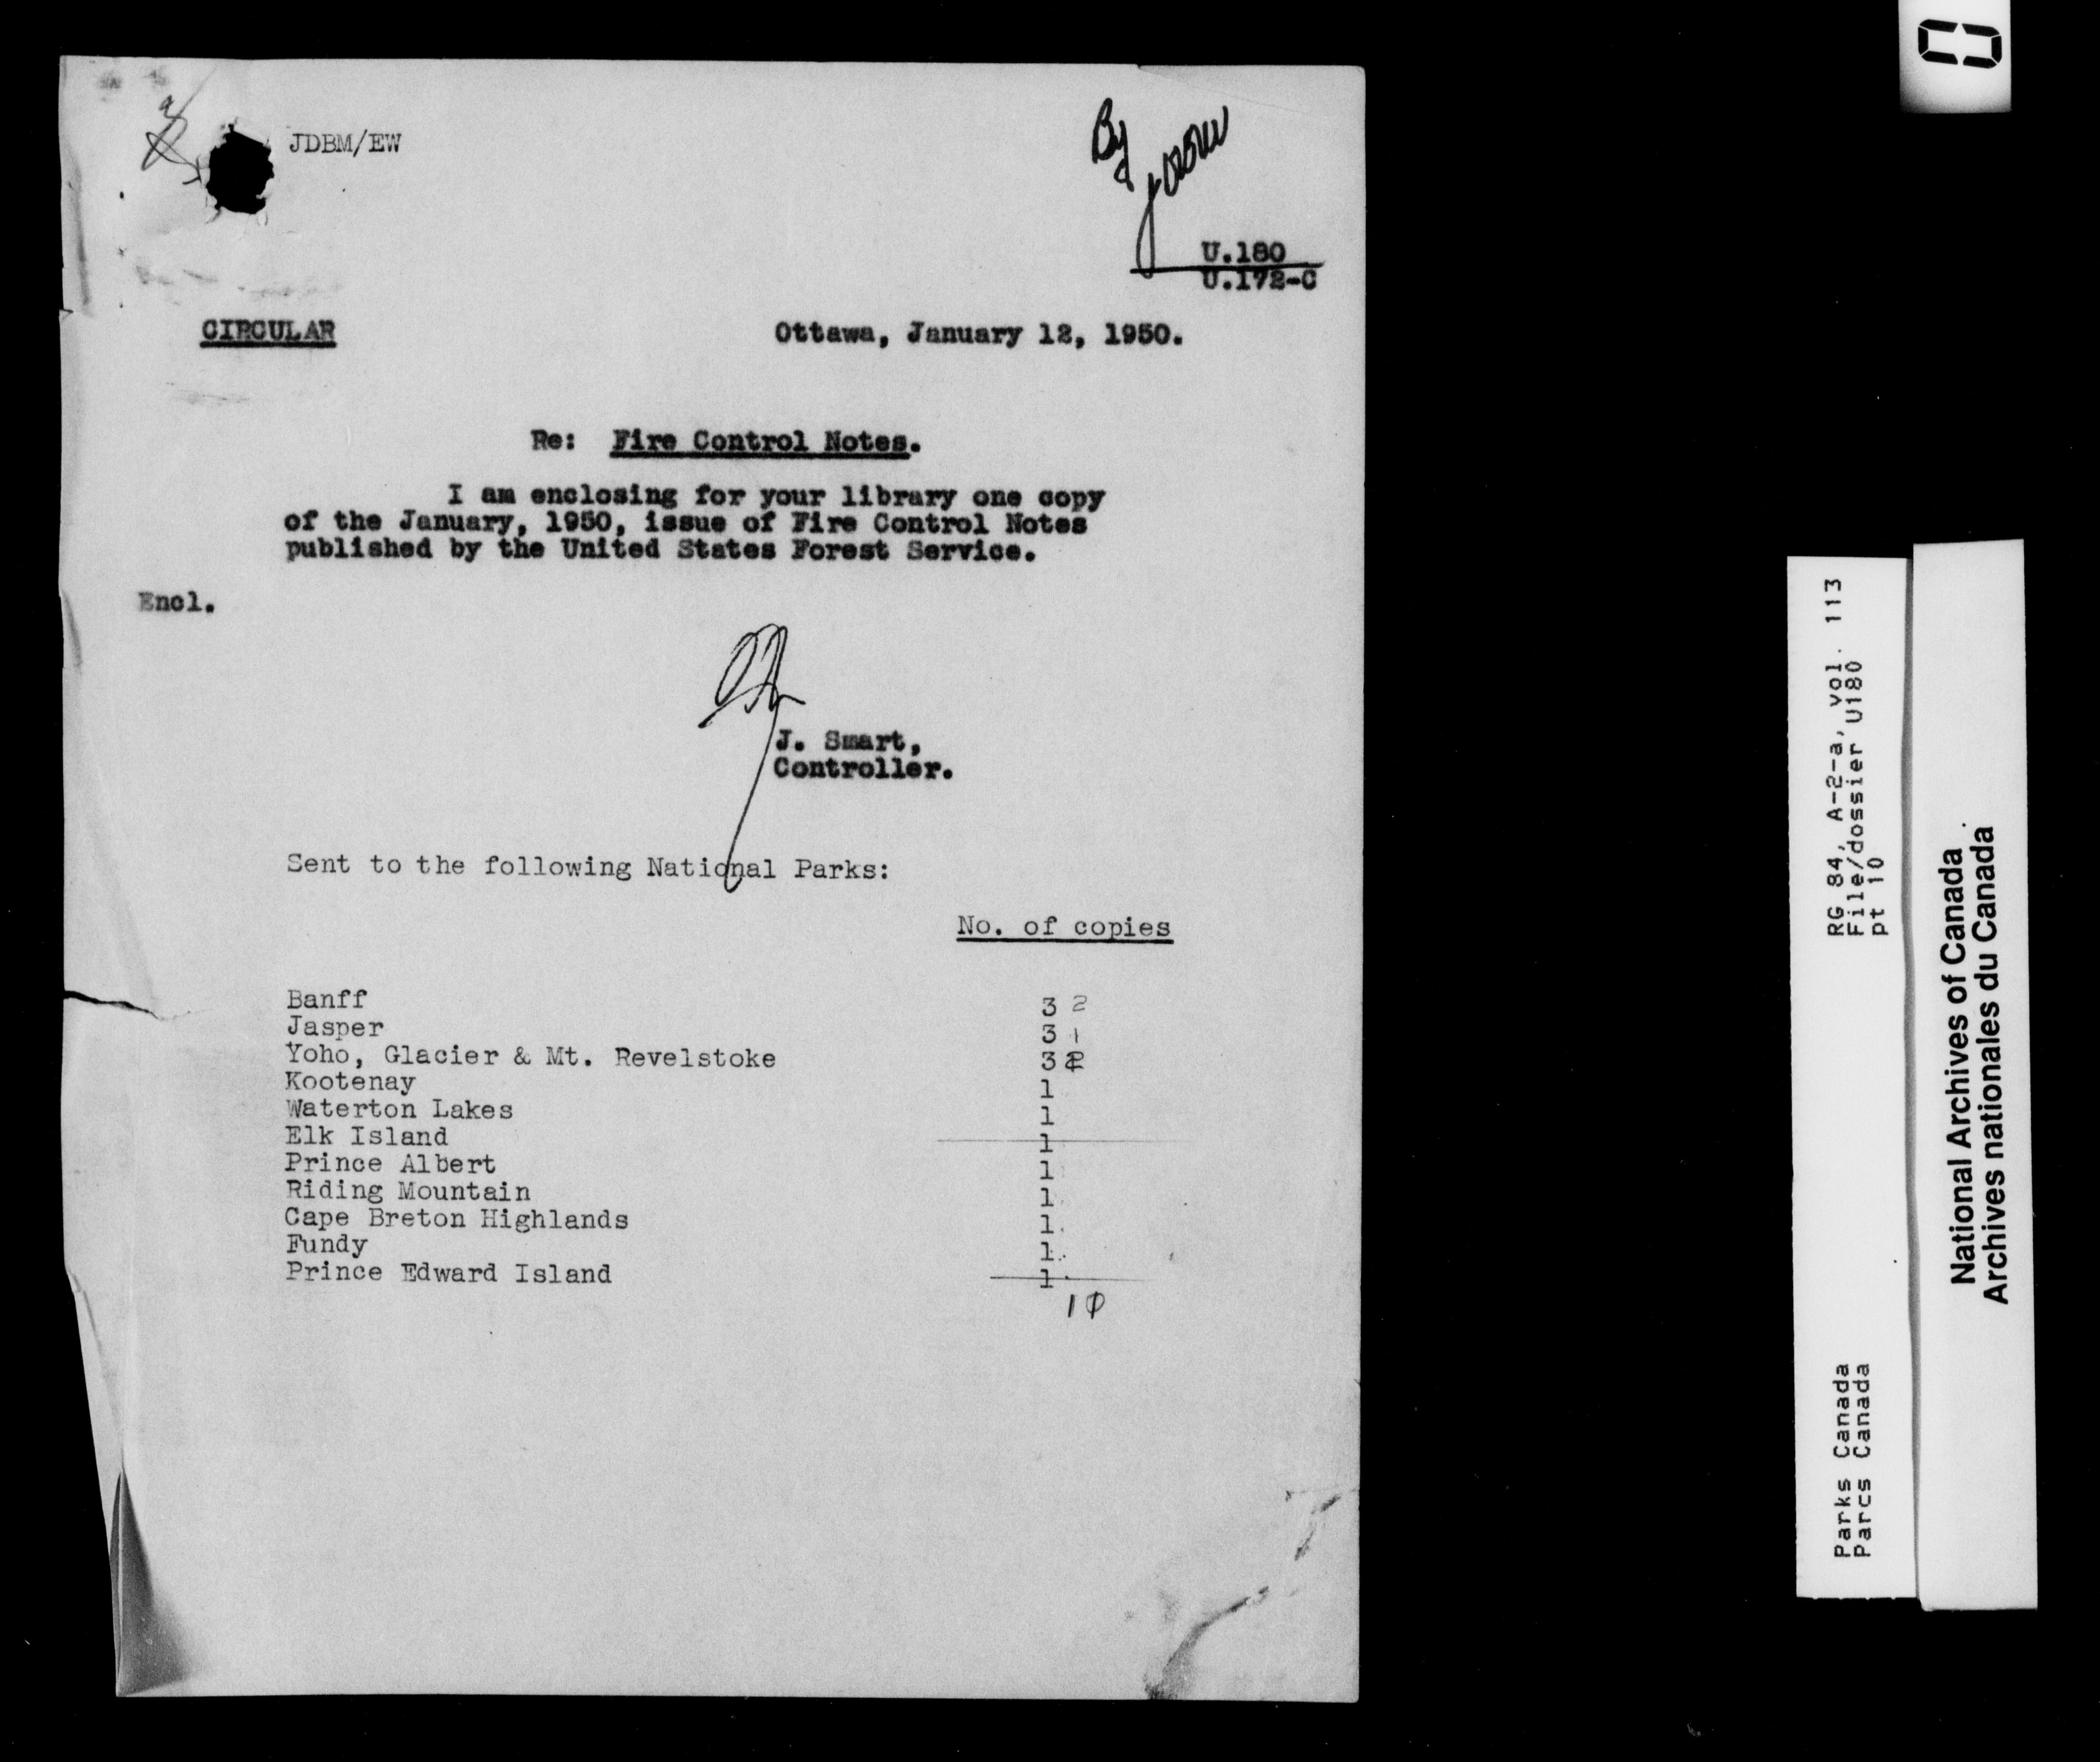 JDBM/EW
By
U.180
U.172-C
CIRCULAR
Ottawa, January 12, 1950.
Re: Fire Control Notes.
I am enclosing for your library one copy
of the January, 1950, issue of Fire Control Notes
published by the United States Forest Service.
Encl.
J. Smart,
Controller.
Sent to the following National Parks:
No. of copies
Banff 3 2
Jasper 3 1
Yoho, Glacier & Mt. Revelstoke 3 2
Kootenay 1
Waterton Lakes 1
Elk Island 1
Prince Albert 1
Riding Mountain 1
Cape Breton Highlands 1
Fundy 1
Prince Edward Island 1
10
RG 84, A-2-a, vol. 113
File/dossier U180
pt 10
Parks Canada
Parcs Canada
National Archives of Canada
Archives nationales du Canada